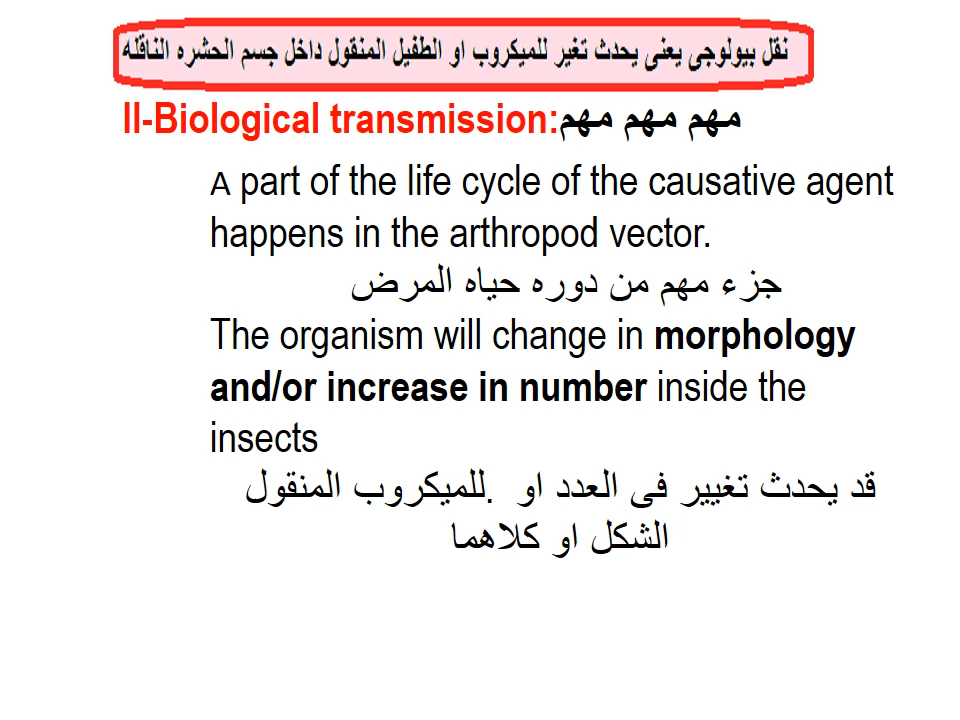 نقل بيولوجى يعنى يحدث تغير للميكروب او الطفيل المنقول داخل جسم الحشره الناقله
II-Biological transmission:مهم مهم مهم
A part of the life cycle of the causative agent
happens in the arthropod vector.
جزء مهم من دوره حياه المرض
The organism will change in morphology
and/or increase in number inside the
insects
قد يحدث تغيير فى العدد او .للميكروب المنقول
الشكل او كلاهما